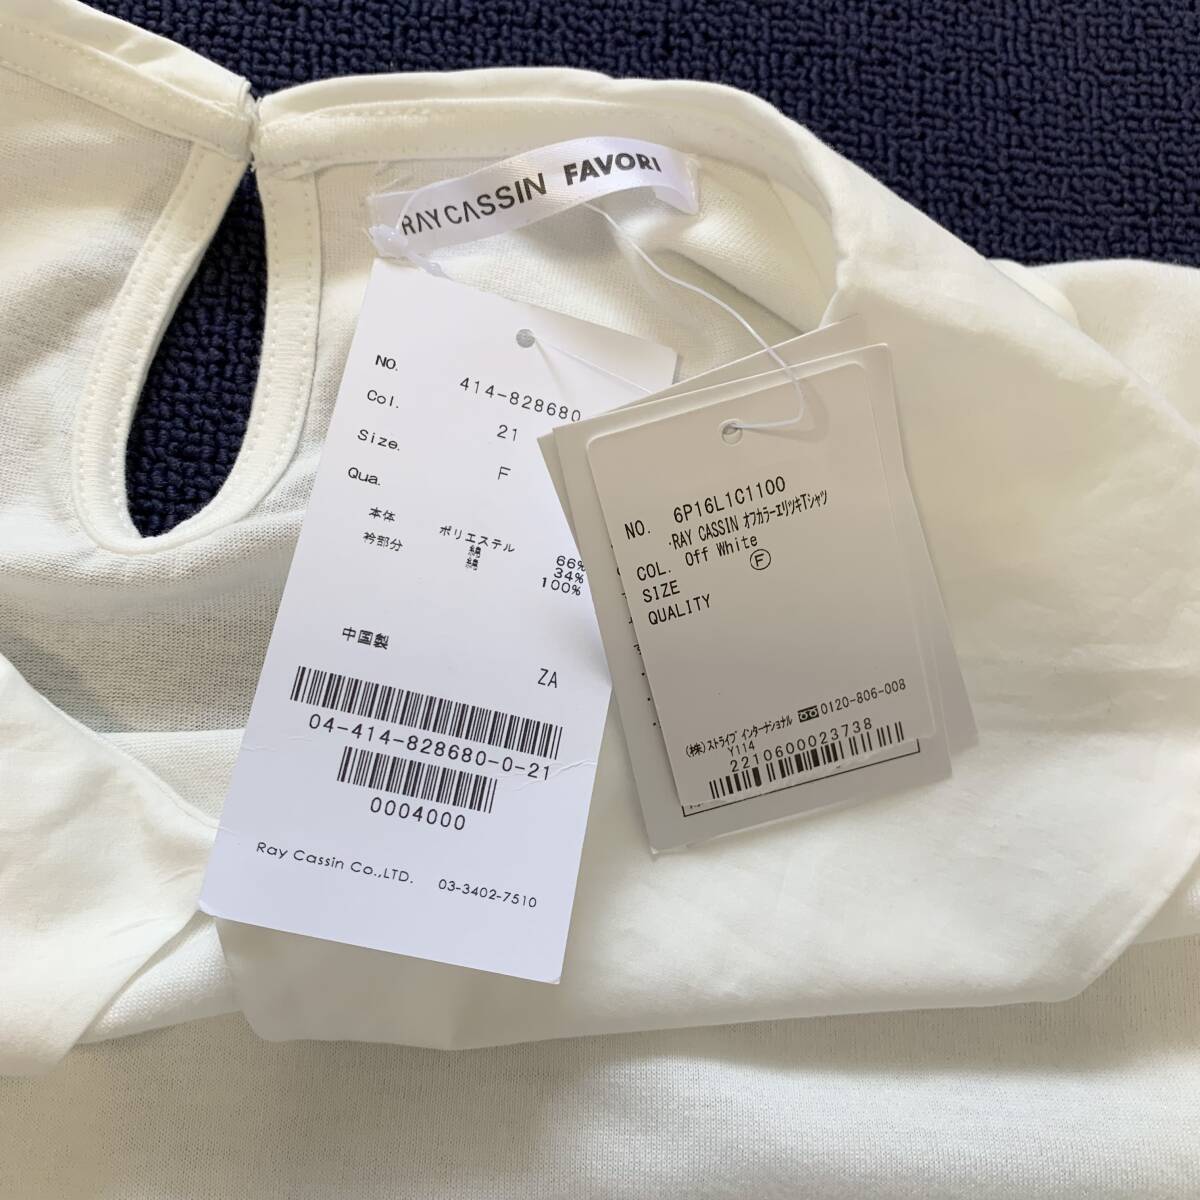 RAY CASSIN FAVORI
NO. 414-828680
Col. 21
Size. F
Qua.
本体 ポリエステル 66%
綿 34%
衿部分 綿 100%
中国製
ZA
04-414-828680-0-21
0004000
Ray Cassin Co.,LTD. 03-3402-7510
NO. 6P16L1C1100
RAY CASSIN オフカラーエリツキTシャツ
COL. Off White
SIZE Ⓕ
QUALITY
(株)ストライプ インターナショナル 0120-806-008
Y114
2210600023738